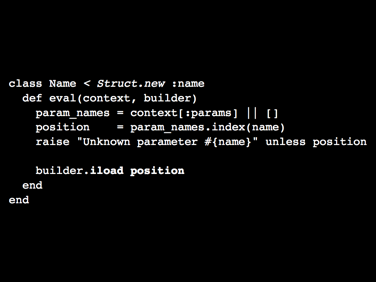 class Name < Struct.new :name
  def eval(context, builder)
    param_names = context[:params] || []
    position    = param_names.index(name)
    raise "Unknown parameter #{name}" unless position

    builder.iload position
  end
end